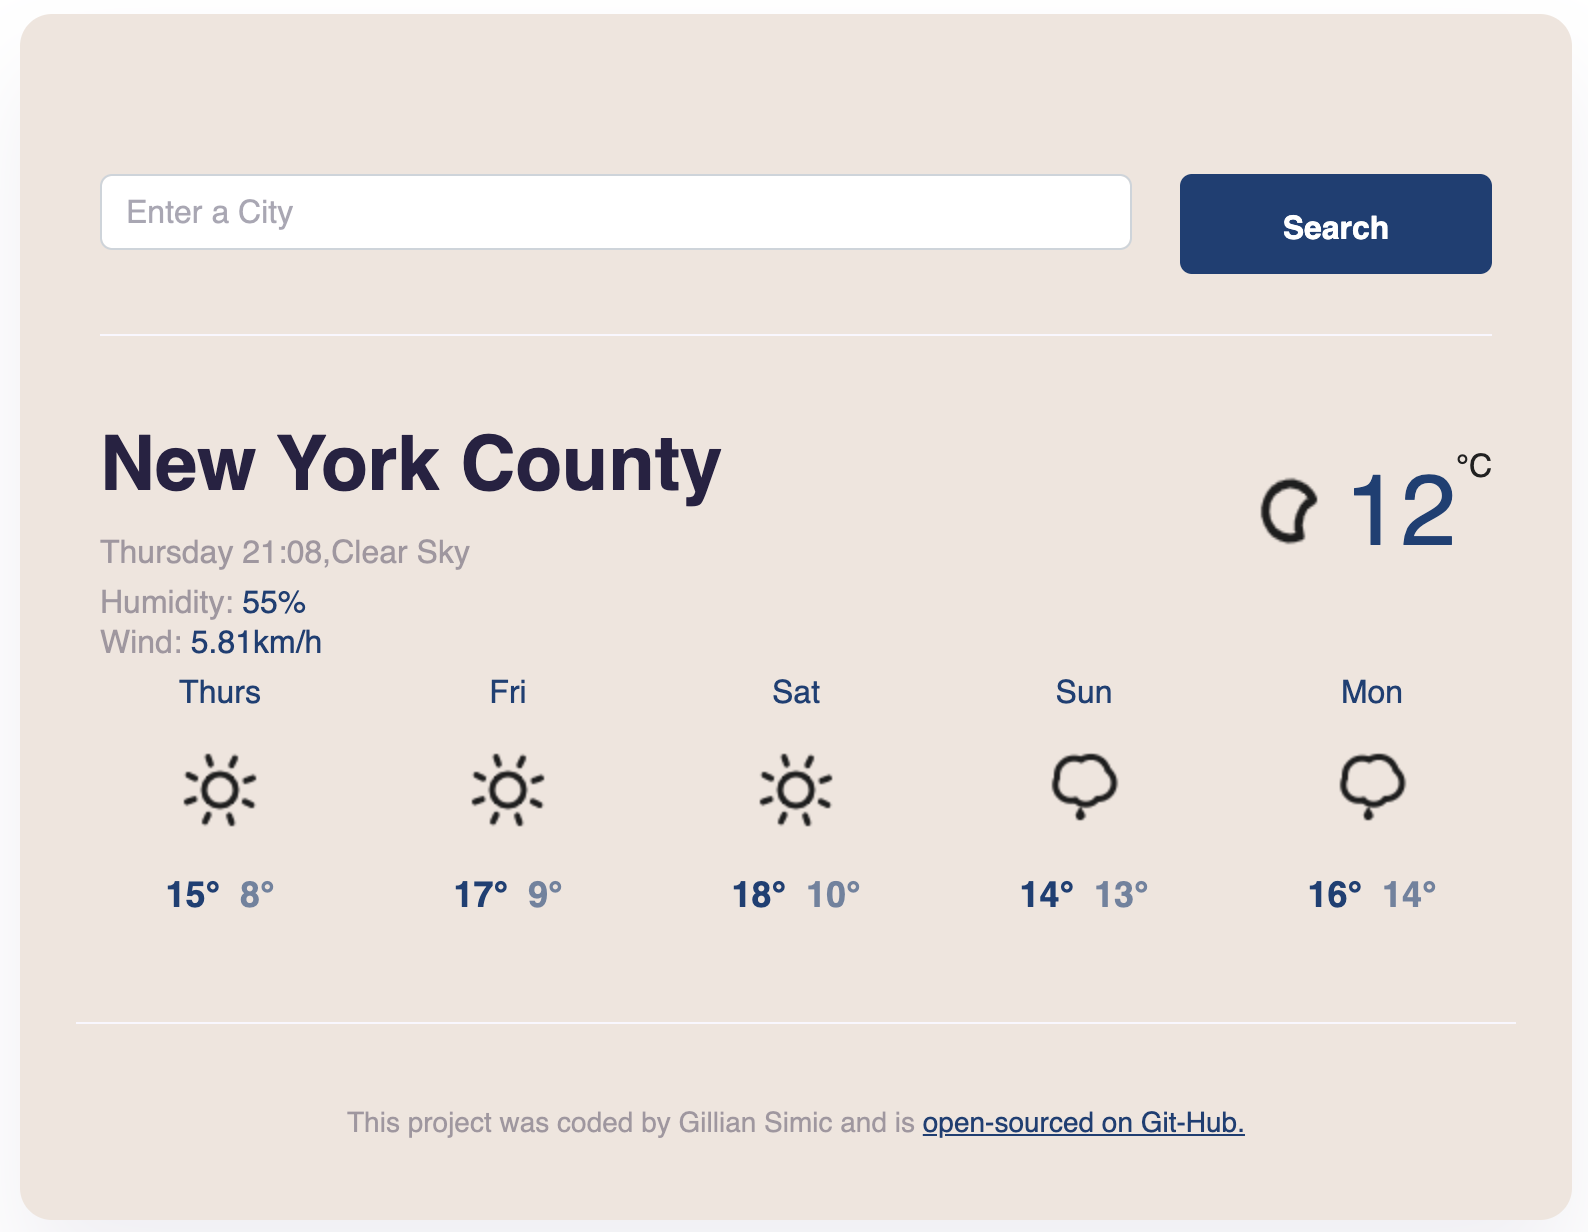 Enter a City
Search
New York County
12 °C
Thursday 21:08,Clear Sky
Humidity: 55%
Wind: 5.81km/h
Thurs Fri Sat Sun Mon
15° 8° 17° 9° 18° 10° 14° 13° 16° 14°
This project was coded by Gillian Simic and is open-sourced on Git-Hub.